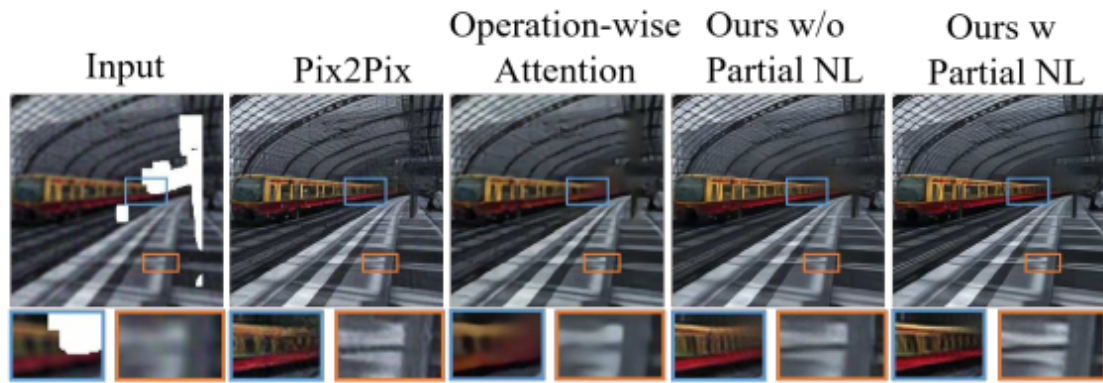 Input
Pix2Pix
Operation-wise
Attention
Ours w/o
Partial NL
Ours w
Partial NL